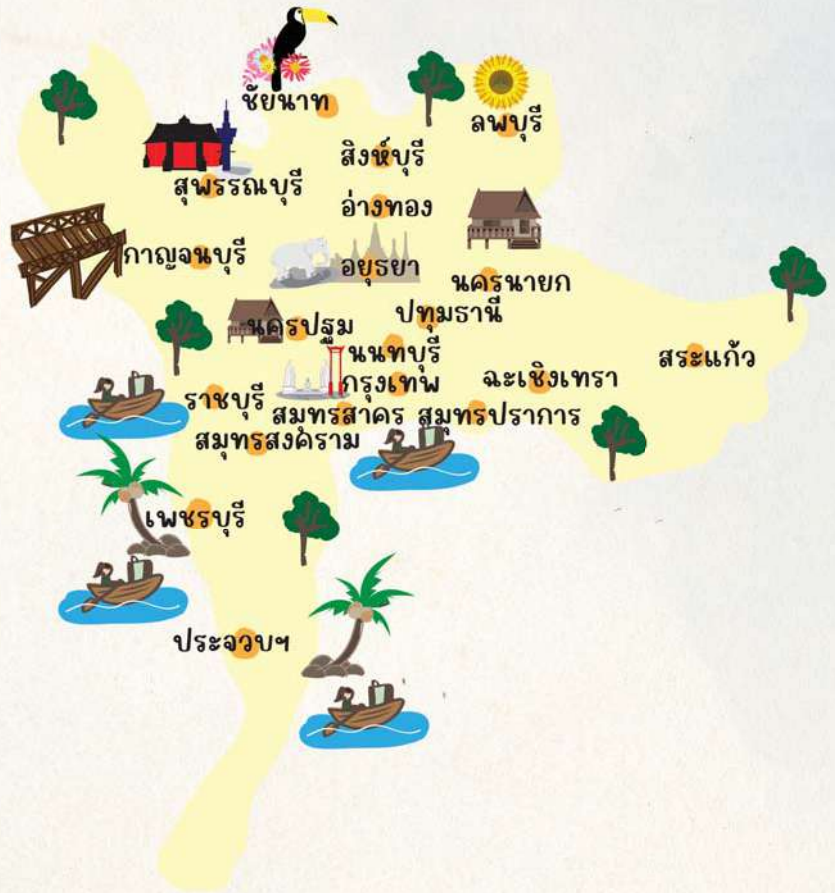 ชัยนาท
ลพบุรี
สิงห์บุรี
สุพรรณบุรี
อ่างทอง
กาญจนบุรี
อยุธยา
นครนายก
นครปฐม
ปทุมธานี
นนทบุรี
สระแก้ว
กรุงเทพ
ฉะเชิงเทรา
ราชบุรี
สมุทรสาคร
สมุทรปราการ
สมุทรสงคราม
เพชรบุรี
ประจวบฯ